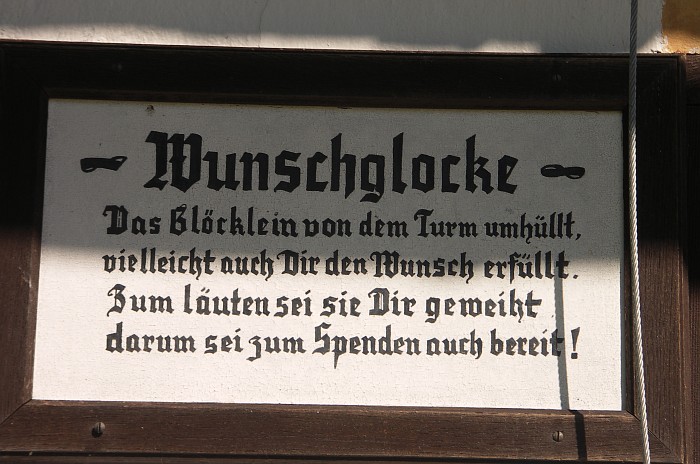 ~ Wunschglocke ~
Das Glöcklein von dem Turm umhüllt,
vielleicht auch Dir den Wunsch erfüllt.
Zum läuten sei sie Dir geweiht
darum sei zum Spenden auch bereit!